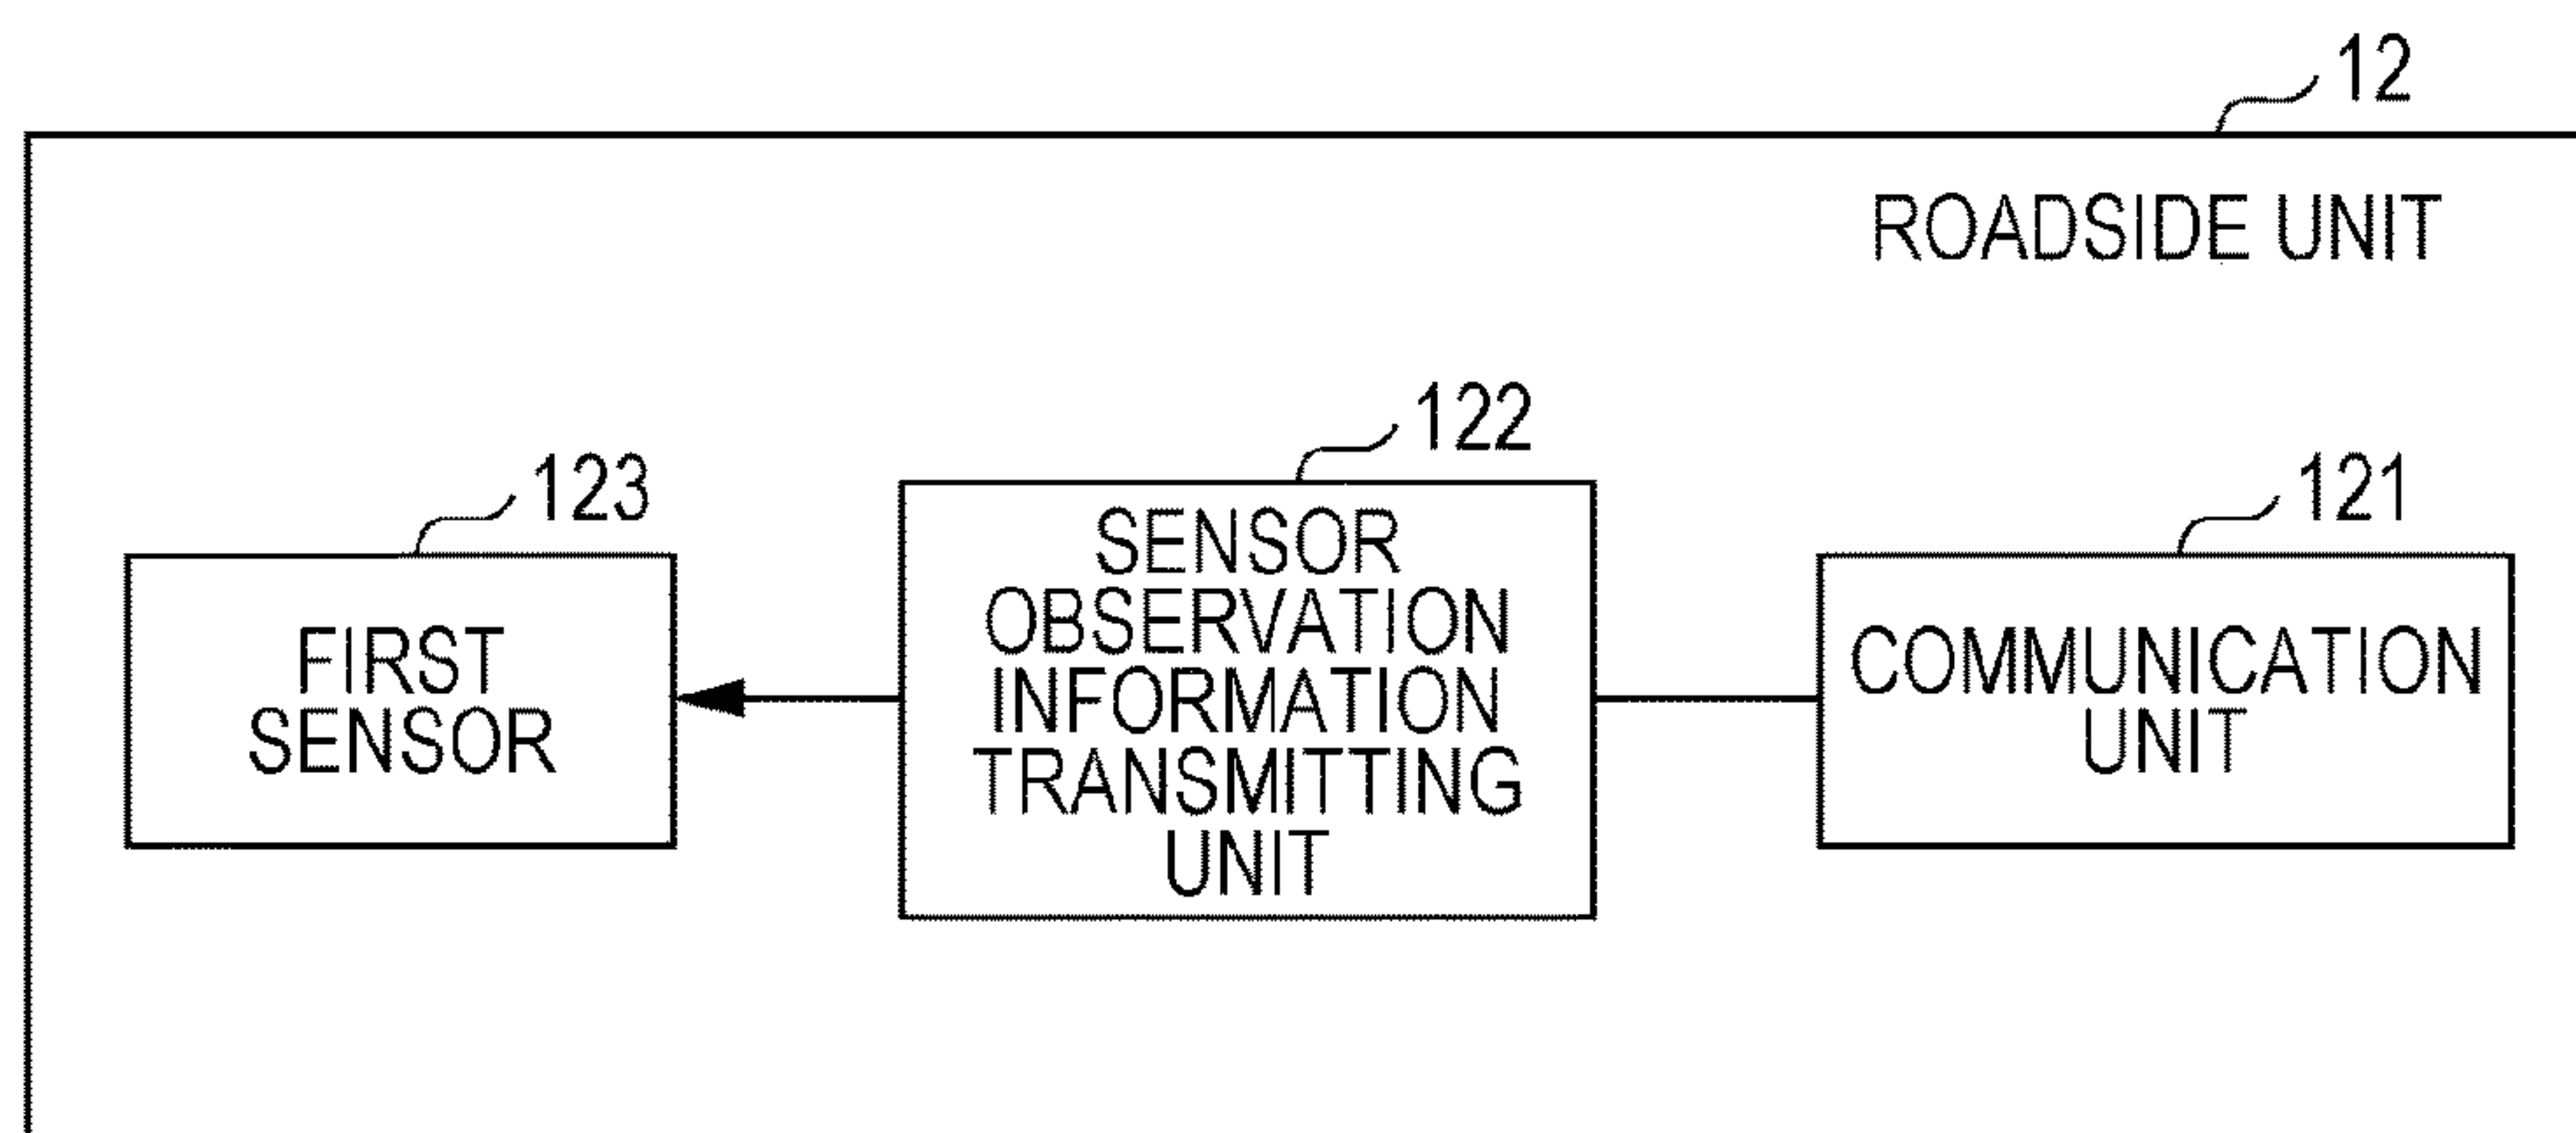 12
ROADSIDE UNIT
123
FIRST
SENSOR
122
SENSOR
OBSERVATION
INFORMATION
TRANSMITTING
UNIT
121
COMMUNICATION
UNIT